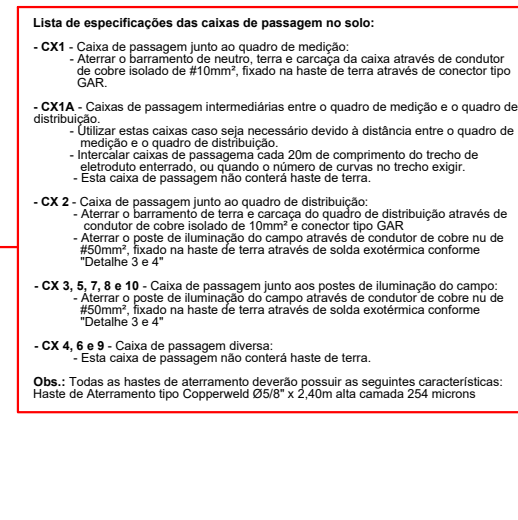 Lista de especificações das caixas de passagem no solo:
- CX1 - Caixa de passagem junto ao quadro de medição:
- Aterrar o barramento de neutro, terra e carcaça da caixa através de condutor
de cobre isolado de #10mm², fixado na haste de terra através de conector tipo
GAR.
- CX1A - Caixas de passagem intermediárias entre o quadro de medição e o quadro de
distribuição.
- Utilizar estas caixas caso seja necessário devido à distância entre o quadro de
medição e o quadro de distribuição.
- Intercalar caixas de passagema cada 20m de comprimento do trecho de
eletroduto enterrado, ou quando o número de curvas no trecho exigir.
- Esta caixa de passagem não conterá haste de terra.
- CX 2 - Caixa de passagem junto ao quadro de distribuição:
- Aterrar o barramento de terra e carcaça do quadro de distribuição através de
condutor de cobre isolado de 10mm² e conector tipo GAR
- Aterrar o poste de iluminação do campo através de condutor de cobre nu de
#50mm², fixado na haste de terra através de solda exotérmica conforme
"Detalhe 3 e 4"
- CX 3, 5, 7, 8 e 10 - Caixa de passagem junto aos postes de iluminação do campo:
- Aterrar o poste de iluminação do campo através de condutor de cobre nu de
#50mm², fixado na haste de terra através de solda exotérmica conforme
"Detalhe 3 e 4"
- CX 4, 6 e 9 - Caixa de passagem diversa:
- Esta caixa de passagem não conterá haste de terra.
Obs.: Todas as hastes de aterramento deverão possuir as seguintes características:
Haste de Aterramento tipo Copperweld Ø5/8" x 2,40m alta camada 254 microns